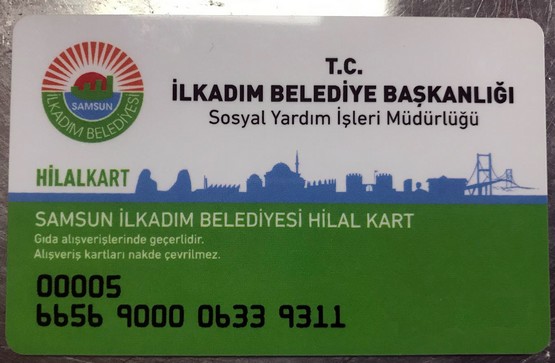 T.C.
İLKADIM BELEDİYE BAŞKANLIĞI
Sosyal Yardım İşleri Müdürlüğü
SAMSUN
İLKADIM BELEDİYESİ
HİLALKART
SAMSUN İLKADIM BELEDİYESİ HİLAL KART
Gıda alışverişlerinde geçerlidir.
Alışveriş kartları nakde çevrilmez.
00005
6656 9000 0633 9311